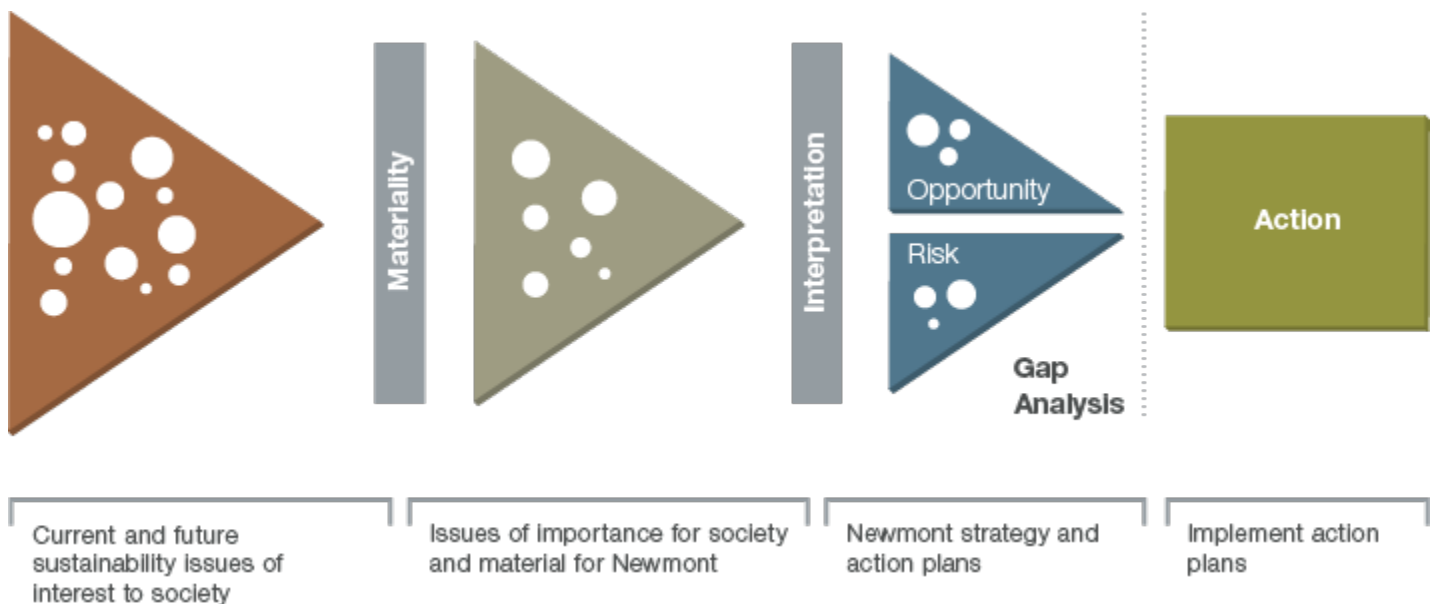 Materiality
Interpretation
Opportunity
Risk
Gap
Analysis
Action
Current and future
sustainability issues of
interest to society
Issues of importance for society
and material for Newmont
Newmont strategy and
action plans
Implement action
plans